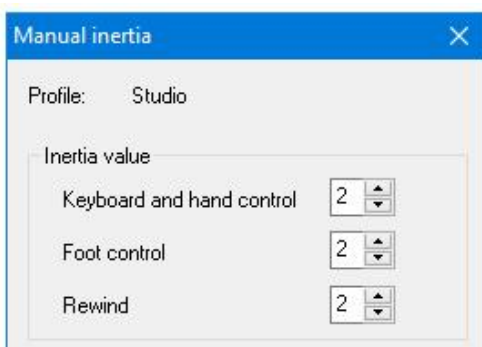 Manual inertia
Profile: Studio
Inertia value
Keyboard and hand control 2
Foot control 2
Rewind 2